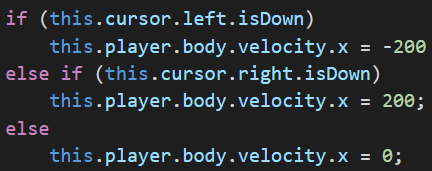 if (this.cursor.left.isDown)
    this.player.body.velocity.x = -200
else if (this.cursor.right.isDown)
    this.player.body.velocity.x = 200;
else
    this.player.body.velocity.x = 0;